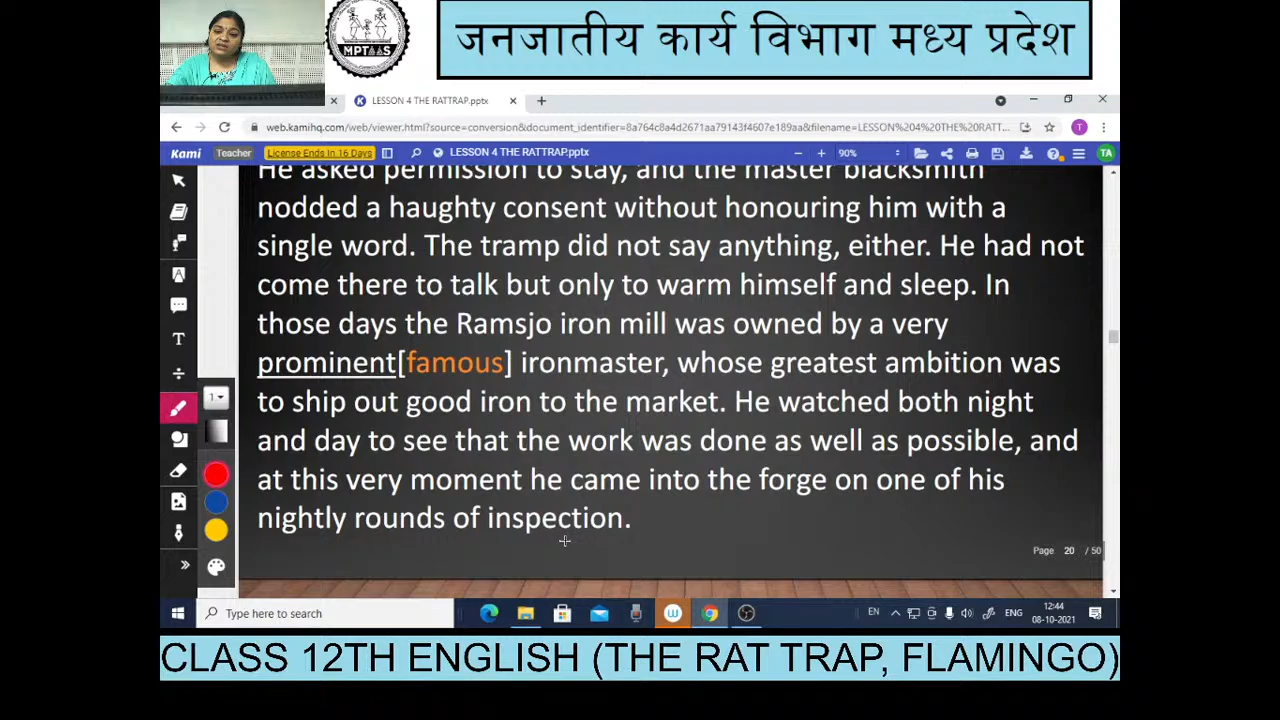 जनजातीय कार्य विभाग मध्य प्रदेश
MPTAAS
LESSON 4 THE RATTRAP.pptx
web.kamihq.com/web/viewer.html?source=conversion&document_identifier=8a764c8a4d2671aa79143f4607e189aa&filename=LESSON%204%20THE%20RATT...
Kami Teacher License Ends In 16 Days LESSON 4 THE RATTRAP.pptx 90% TA
He asked permission to stay, and the master blacksmith
nodded a haughty consent without honouring him with a
single word. The tramp did not say anything, either. He had not
come there to talk but only to warm himself and sleep. In
those days the Ramsjo iron mill was owned by a very
prominent[famous] ironmaster, whose greatest ambition was
to ship out good iron to the market. He watched both night
and day to see that the work was done as well as possible, and
at this very moment he came into the forge on one of his
nightly rounds of inspection.
Page 20 / 50
Type here to search
EN ENG 12:44
08-10-2021
CLASS 12TH ENGLISH (THE RAT TRAP, FLAMINGO)